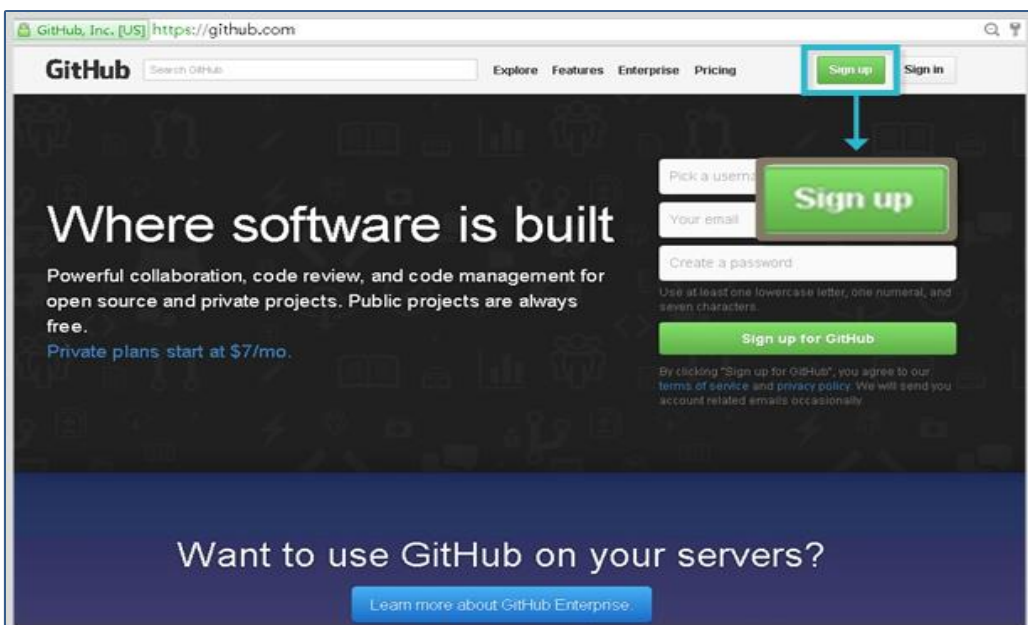 GitHub, Inc. [US] https://github.com
GitHub Search GitHub Explore Features Enterprise Pricing Sign up Sign in
Where software is built
Powerful collaboration, code review, and code management for
open source and private projects. Public projects are always
free.
Private plans start at $7/mo.
Pick a userna
Sign up
Your email
Create a password
Use at least one lowercase letter, one numeral, and
seven characters.
Sign up for GitHub
By clicking "Sign up for GitHub", you agree to our
terms of service and privacy policy. We will send you
account related emails occasionally.
Want to use GitHub on your servers?
Learn more about GitHub Enterprise.